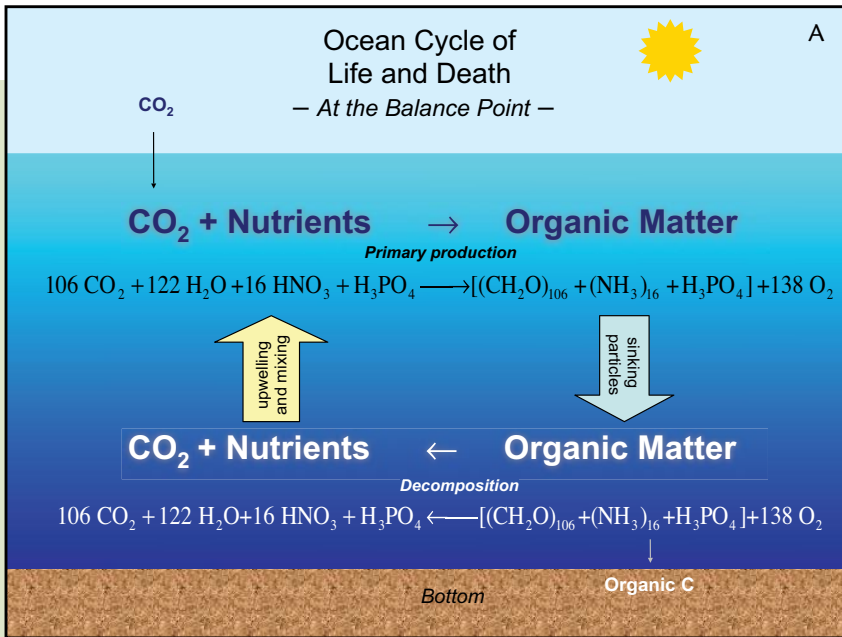 A
Ocean Cycle of
Life and Death
– At the Balance Point –
CO₂
CO₂ + Nutrients → Organic Matter
Primary production
106 CO₂ + 122 H₂O +16 HNO₃ + H₃PO₄ ⟶[(CH₂O)₁₀₆ +(NH₃)₁₆ + H₃PO₄] +138 O₂
upwelling
and mixing
sinking
particles
CO₂ + Nutrients ← Organic Matter
Decomposition
106 CO₂ +122 H₂O+16 HNO₃ + H₃PO₄ ⟵[(CH₂O)₁₀₆ +(NH₃)₁₆ +H₃PO₄]+138 O₂
Organic C
Bottom